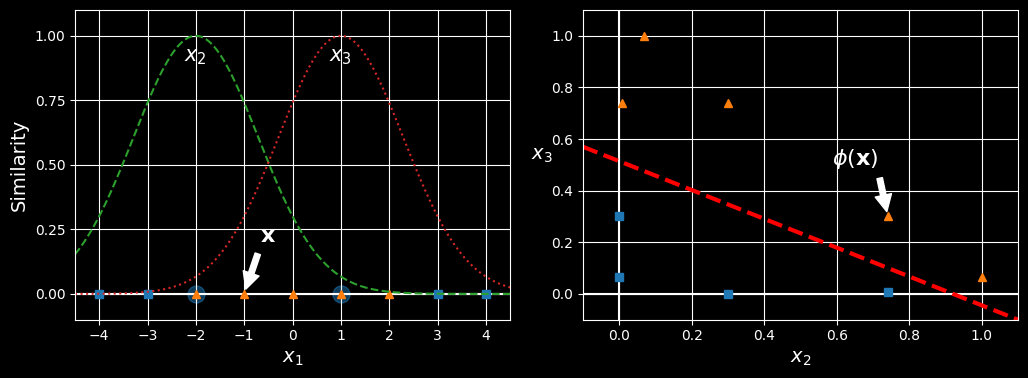 1.00
0.75
0.50
0.25
0.00
Similarity
x₂
x₃
x
−4 −3 −2 −1 0 1 2 3 4
x₁
1.0
0.8
0.6
0.4
0.2
0.0
x₃
ϕ(x)
0.0 0.2 0.4 0.6 0.8 1.0
x₂